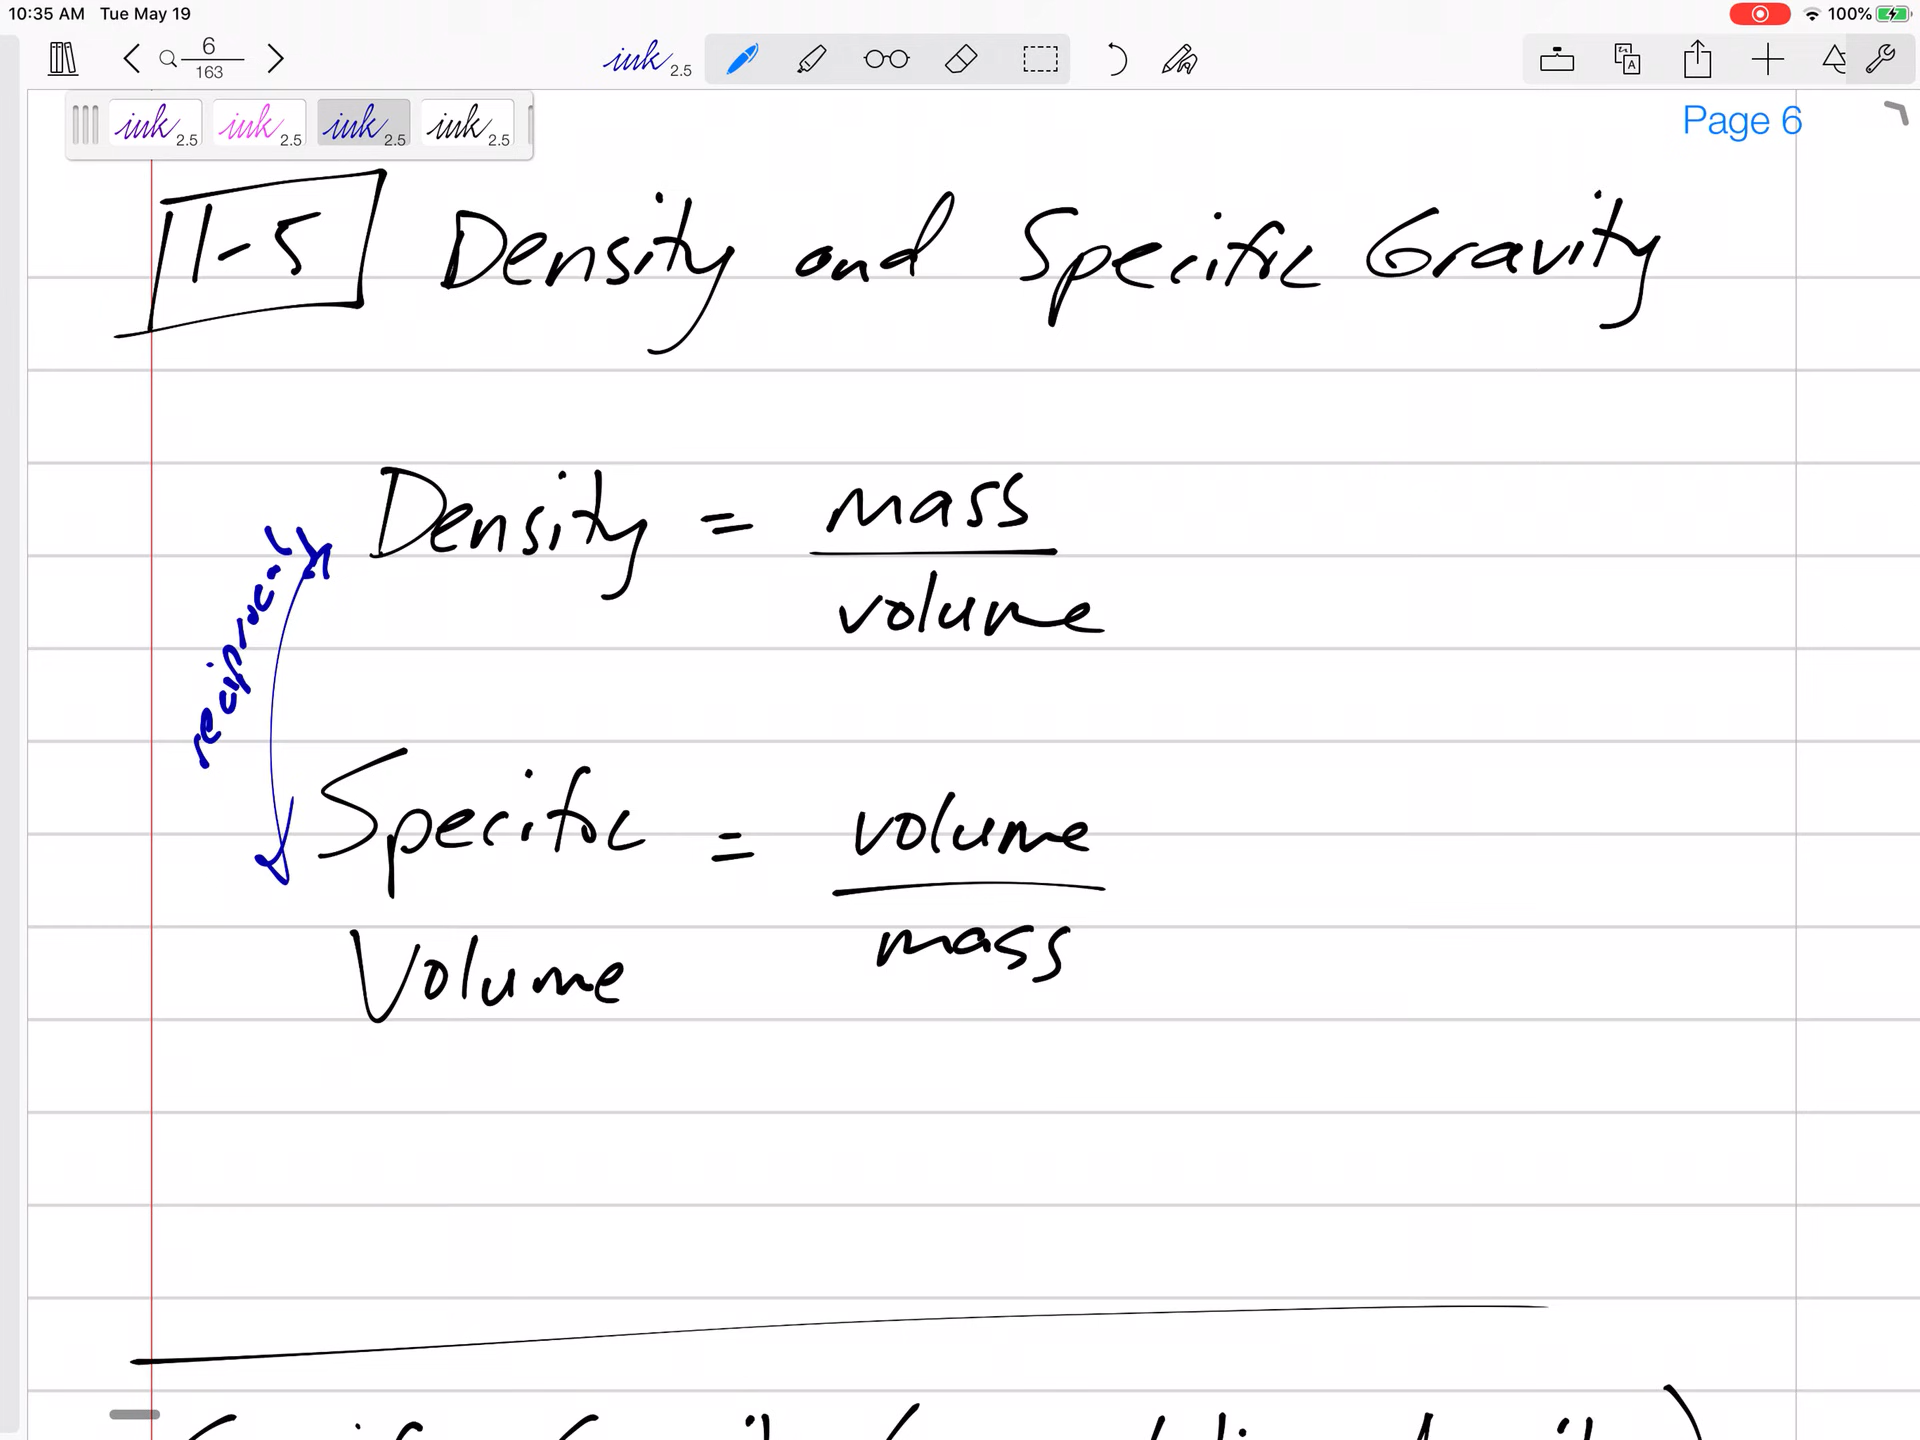 10:35 AM Tue May 19
100%
6
163
ink 2.5
ink 2.5 ink 2.5 ink 2.5 ink 2.5
Page 6
11-5 Density and Specific Gravity
Density = mass
volume
reciprocal
Specific = volume
Volume mass